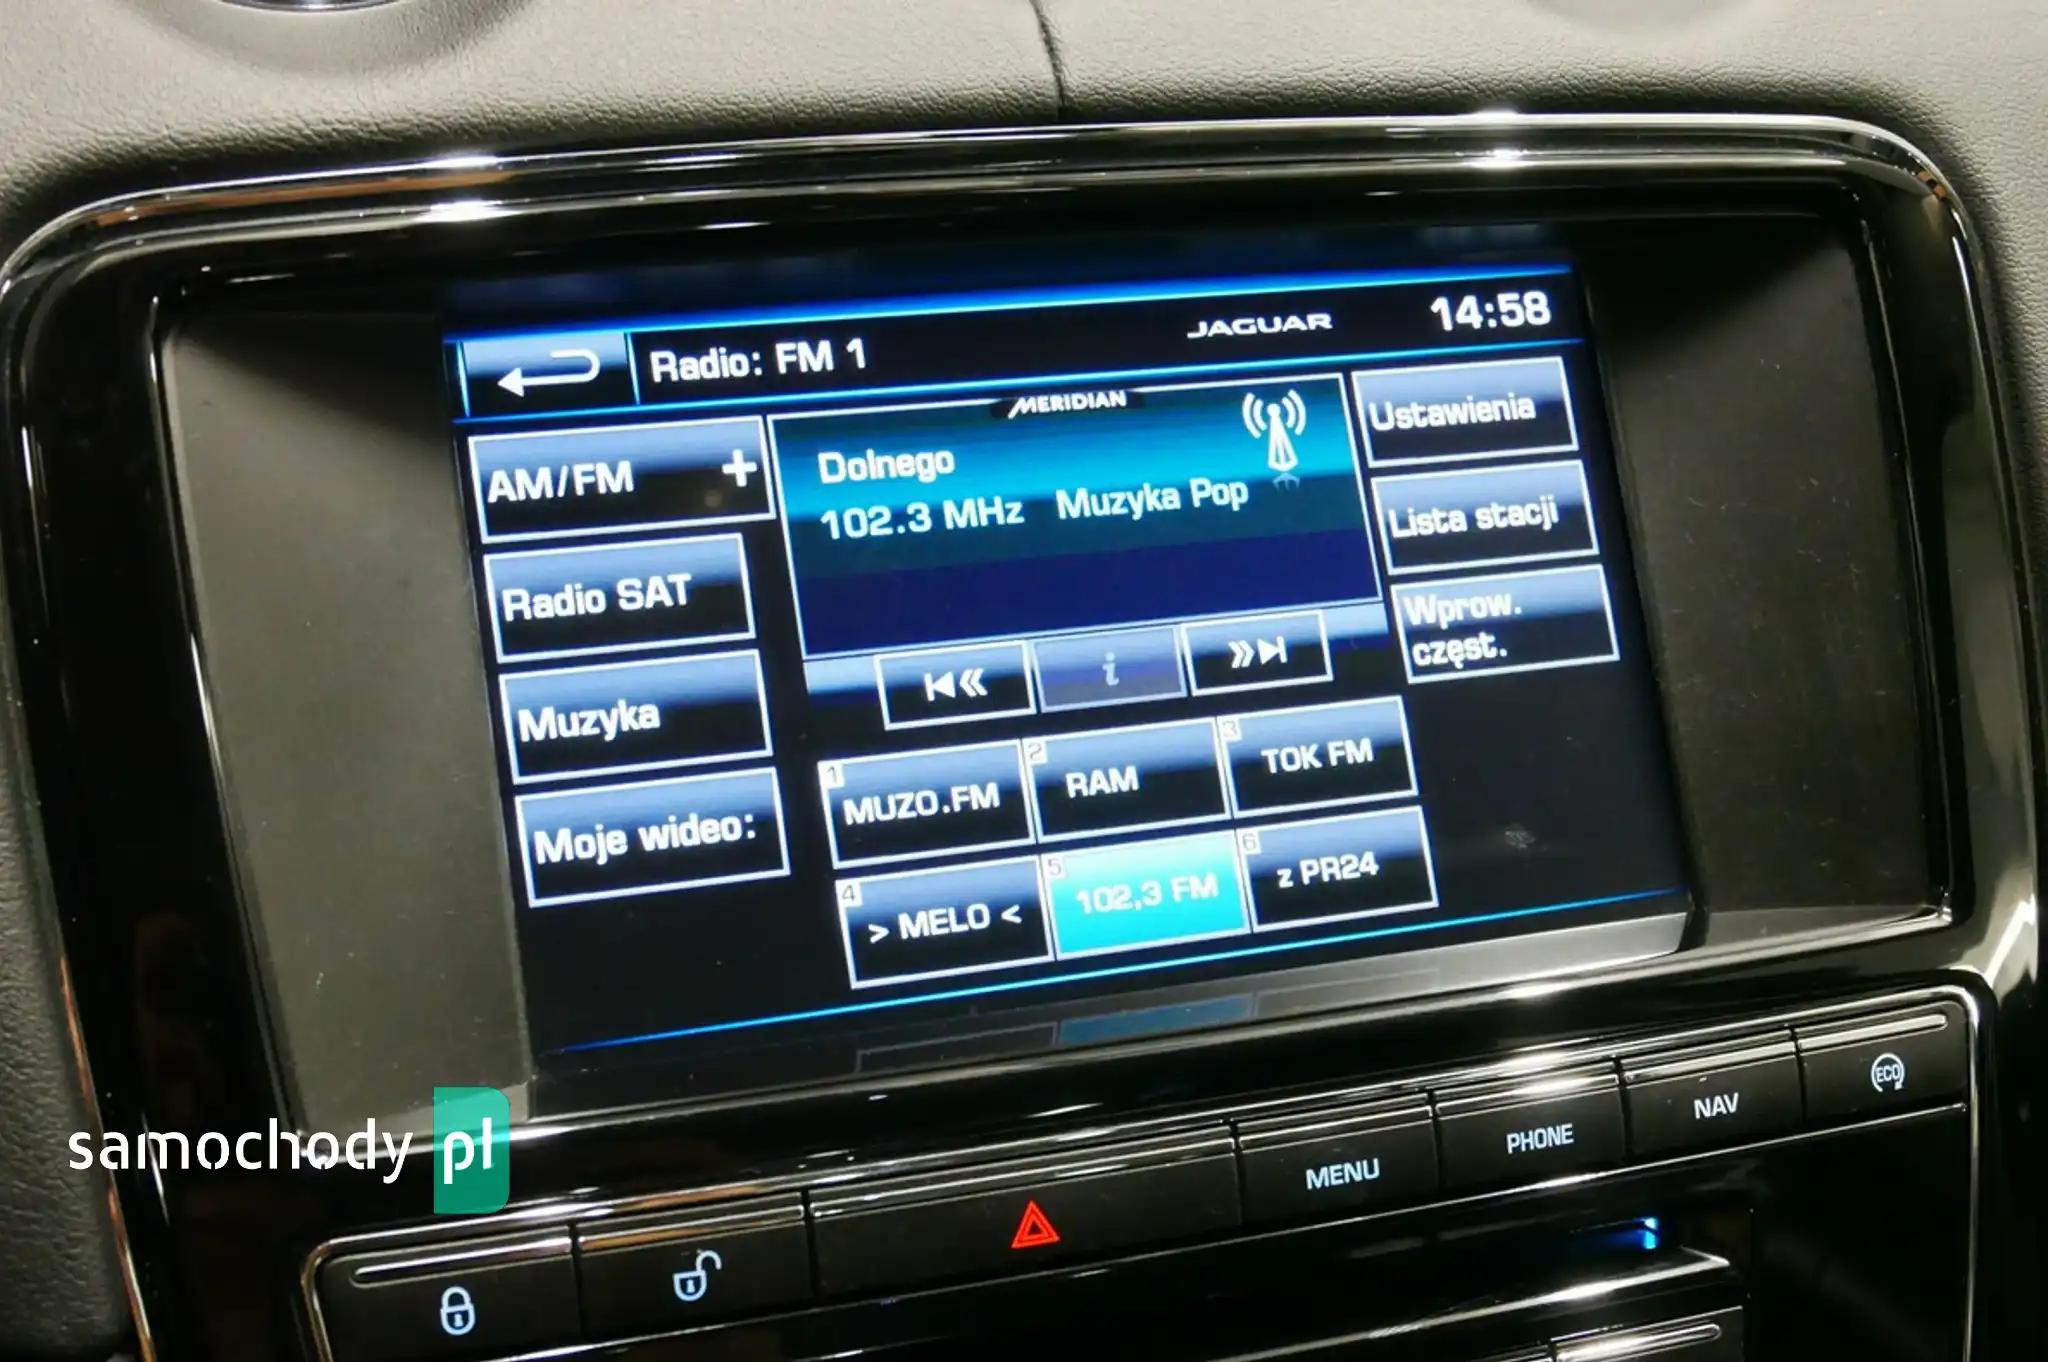 Radio: FM 1
JAGUAR
14:58
AM/FM +
Radio SAT
Muzyka
Moje wideo:
MERIDIAN
Dolnego
102.3 MHz Muzyka Pop
i
Ustawienia
Lista stacji
Wprow.
częst.
1
MUZO.FM
2
RAM
3
TOK FM
4
> MELO <
5
102,3 FM
6
z PR24
MENU
PHONE
NAV
ECO
samochody pl